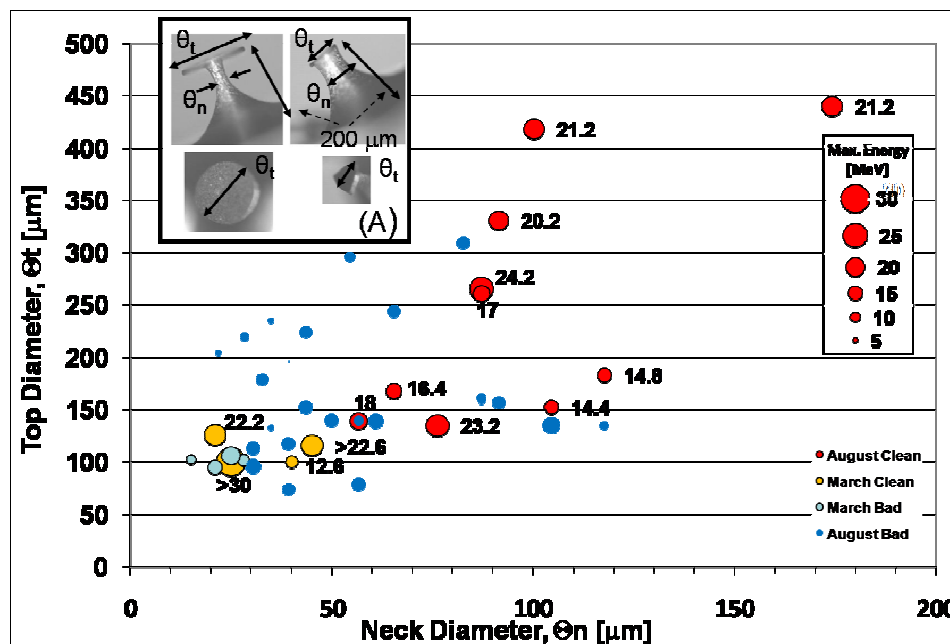 500
450
400
350
300
250
200
150
100
50
0
Top Diameter, Θt [μm]
0
50
100
150
200
Neck Diameter, Θn [μm]
θt
θn
θt
θn
200 μm
θt
θt
(A)
21.2
21.2
20.2
24.2
17
14.8
16.4
14.4
18
23.2
22.2
>22.6
12.6
>30
Max. Energy
[MeV]
30
25
20
15
10
5
August Clean
March Clean
March Bad
August Bad